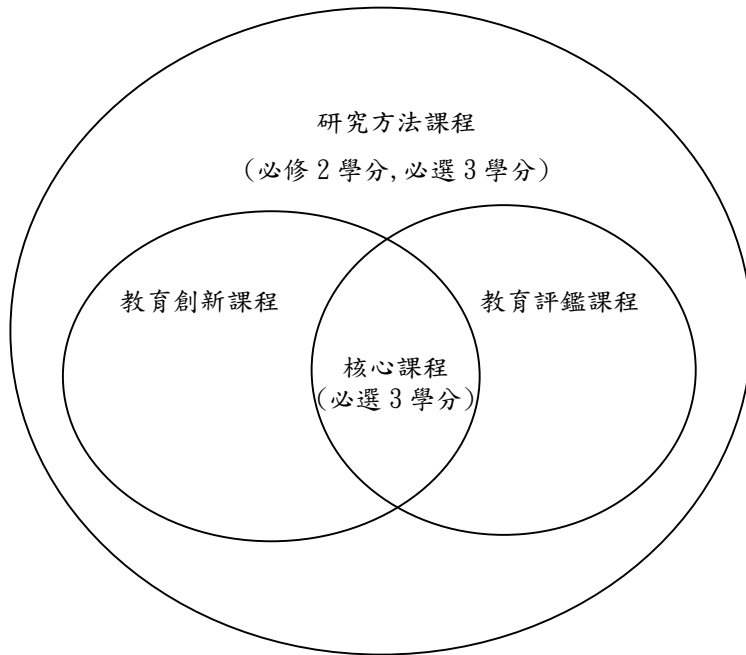 研究方法課程
（必修 2 學分, 必選 3 學分）
教育創新課程
教育評鑑課程
核心課程
（必選 3 學分）